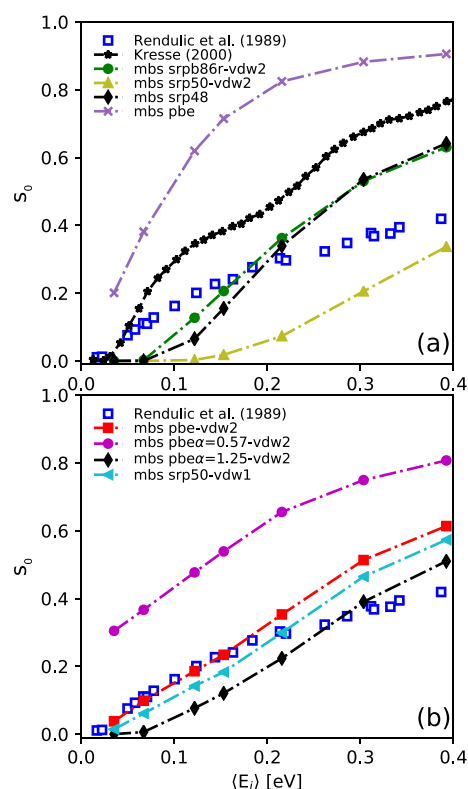 1.0
0.8
0.6
0.4
0.2
0.0
S₀
Rendulic et al. (1989)
Kresse (2000)
mbs srpb86r-vdw2
mbs srp50-vdw2
mbs srp48
mbs pbe
(a)
0.0 0.1 0.2 0.3 0.4
1.0
0.8
0.6
0.4
0.2
0.0
S₀
Rendulic et al. (1989)
mbs pbe-vdw2
mbs pbeα=0.57-vdw2
mbs pbeα=1.25-vdw2
mbs srp50-vdw1
(b)
0.0 0.1 0.2 0.3 0.4
⟨Eᵢ⟩ [eV]